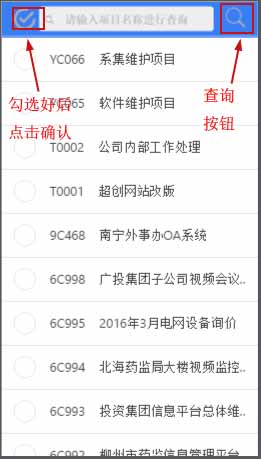 请输入项目名称进行查询
YC066 系集维护项目
C065 软件维护项目
勾选好后
点击确认
查询
按钮
T0002 公司内部工作处理
T0001 超创网站改版
9C468 南宁外事办OA系统
6C998 广投集团子公司视频会议..
6C995 2016年3月电网设备询价
6C994 北海药监局大楼视频监控..
6C993 投资集团信息平台总体维..
6C992 柳州市药监信息管理平台